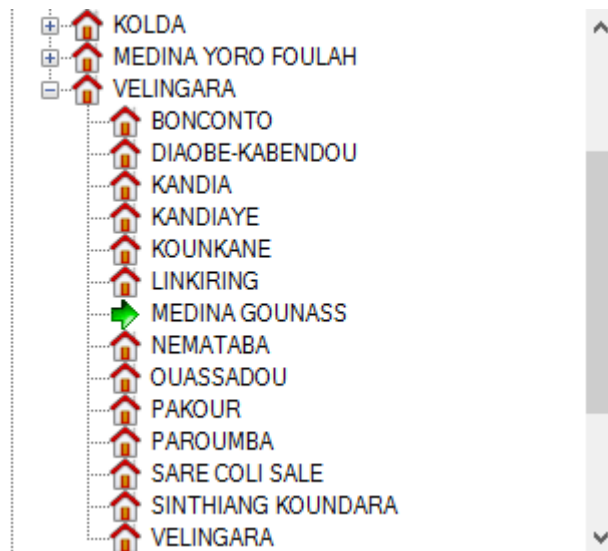 KOLDA
MEDINA YORO FOULAH
VELINGARA
BONCONTO
DIAOBE-KABENDOU
KANDIA
KANDIAYE
KOUNKANE
LINKIRING
MEDINA GOUNASS
NEMATABA
OUASSADOU
PAKOUR
PAROUMBA
SARE COLI SALE
SINTHIANG KOUNDARA
VELINGARA